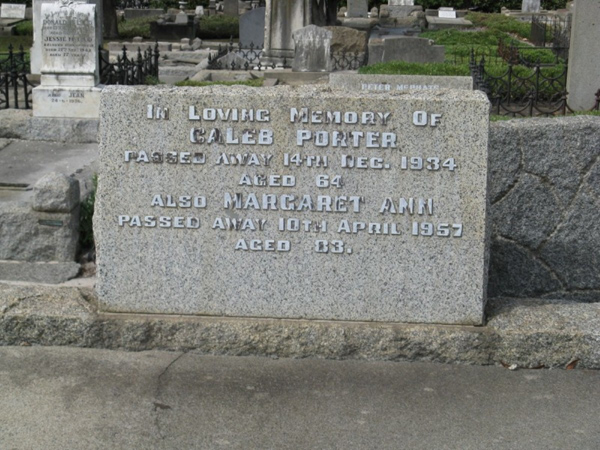 In Loving Memory Of
CALEB PORTER
PASSED AWAY 14TH DEC. 1934
AGED 64
ALSO MARGARET ANN
PASSED AWAY 10TH APRIL 1957
AGED 83.